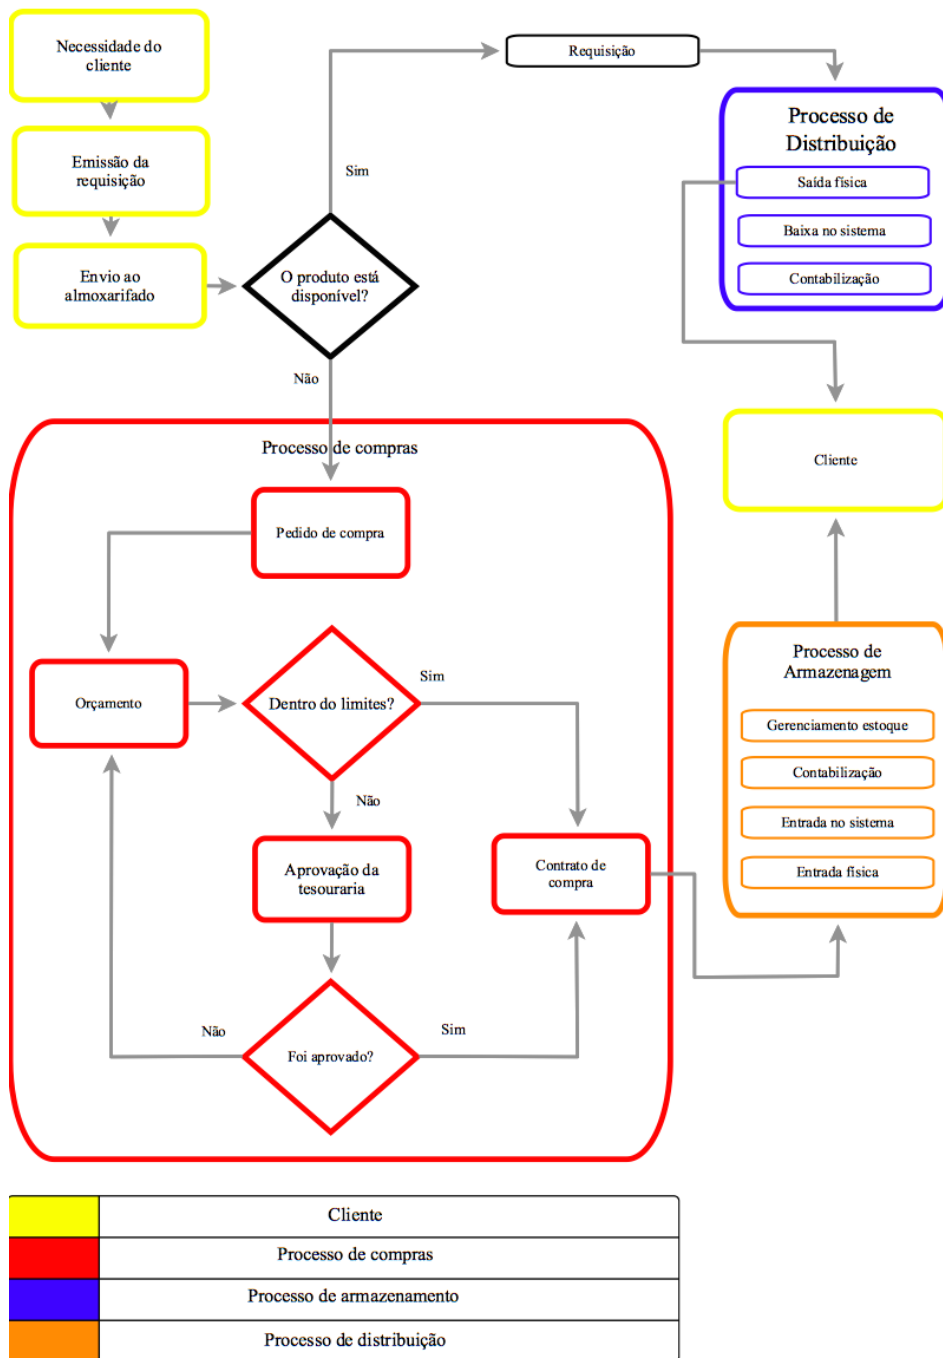 Necessidade do
cliente
Emissão da
requisição
Envio ao
almoxarifado
O produto está
disponível?
Sim
Requisição
Processo de
Distribuição
Saída física
Baixa no sistema
Contabilização
Não
Cliente
Processo de compras
Pedido de compra
Orçamento
Dentro do limites?
Sim
Não
Aprovação da
tesouraria
Contrato de
compra
Foi aprovado?
Não
Sim
Processo de
Armazenagem
Gerenciamento estoque
Contabilização
Entrada no sistema
Entrada física
Cliente
Processo de compras
Processo de armazenamento
Processo de distribuição